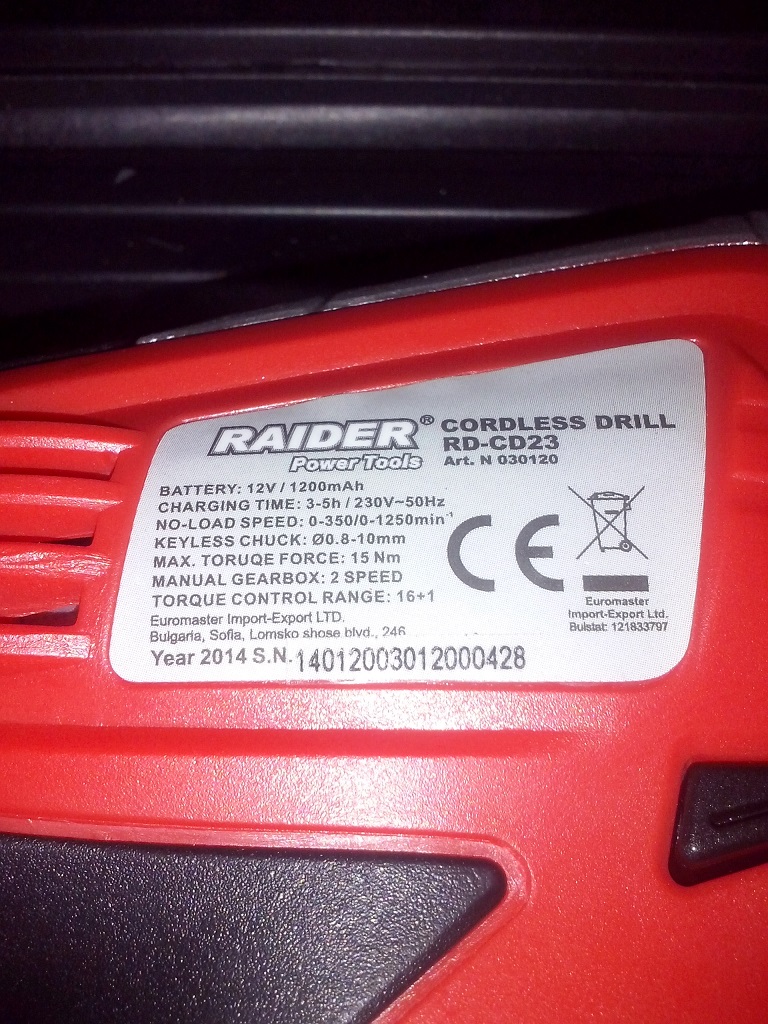 RAIDER® CORDLESS DRILL
Power Tools RD-CD23
Art. N 030120
BATTERY: 12V / 1200mAh
CHARGING TIME: 3-5h / 230V~50Hz
NO-LOAD SPEED: 0-350/0-1250min⁻¹
KEYLESS CHUCK: Ø0.8-10mm
MAX. TORUQE FORCE: 15 Nm
MANUAL GEARBOX: 2 SPEED
TORQUE CONTROL RANGE: 16+1
CE
Euromaster Import-Export LTD.
Bulgaria, Sofia, Lomsko shose blvd., 246
Year 2014 S.N. 14012003012000428
Euromaster
Import-Export Ltd.
Bulstat: 121833797